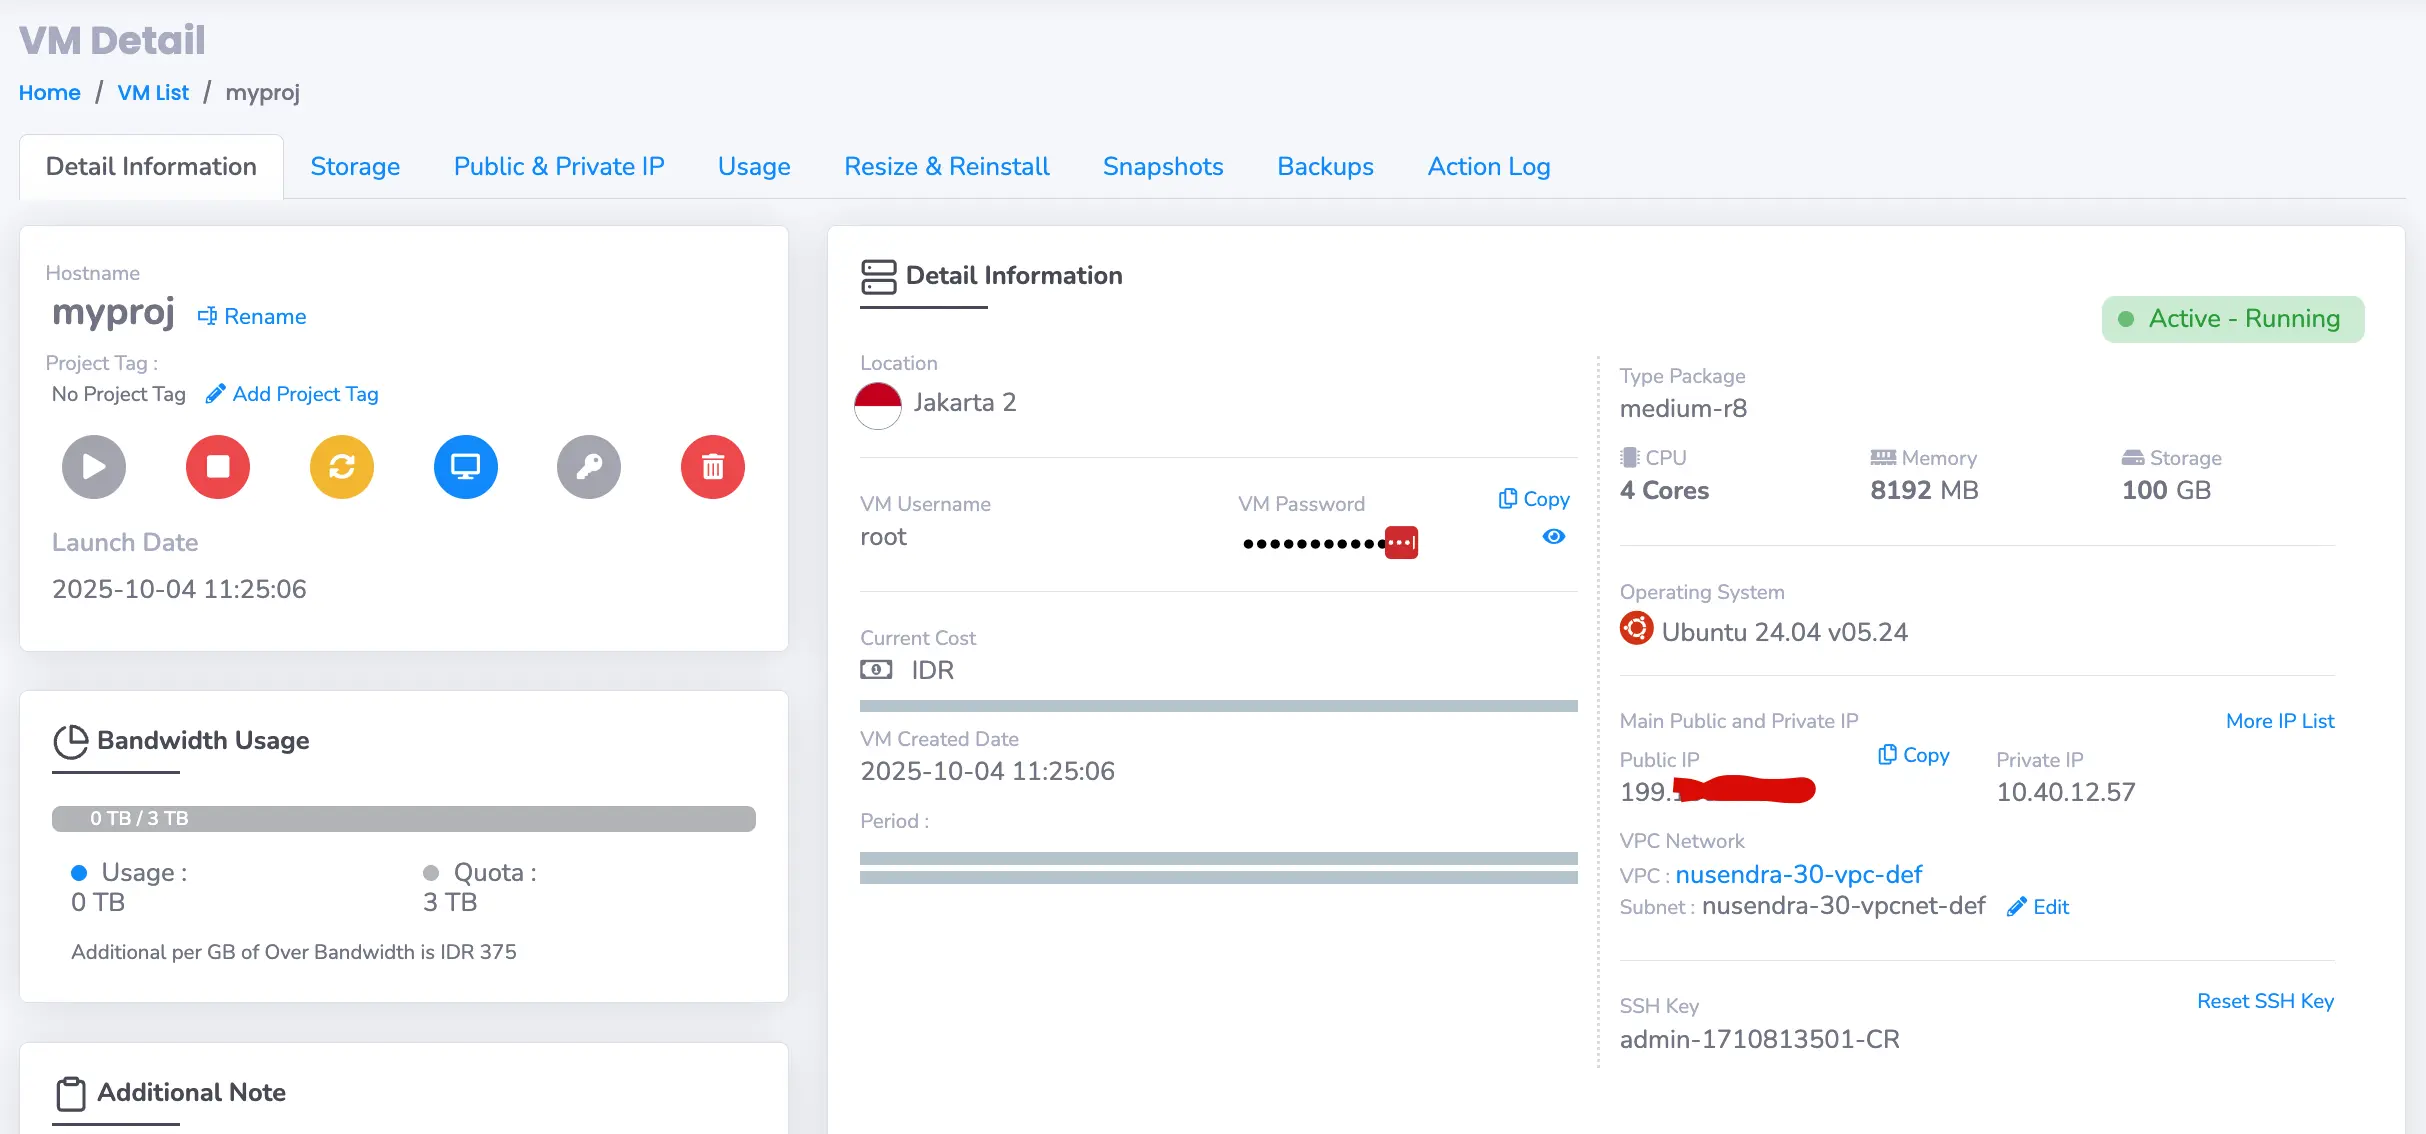 VM Detail
Home / VM List / myproj
Detail Information Storage Public & Private IP Usage Resize & Reinstall Snapshots Backups Action Log
Hostname
myproj Rename
Project Tag :
No Project Tag Add Project Tag
Launch Date
2025-10-04 11:25:06
Bandwidth Usage
0 TB / 3 TB
Usage : Quota :
0 TB 3 TB
Additional per GB of Over Bandwidth is IDR 375
Additional Note
Detail Information
Active - Running
Location
Jakarta 2
VM Username VM Password Copy
root
Current Cost
IDR
VM Created Date
2025-10-04 11:25:06
Period :
Type Package
medium-r8
CPU Memory Storage
4 Cores 8192 MB 100 GB
Operating System
Ubuntu 24.04 v05.24
Main Public and Private IP More IP List
Public IP Copy Private IP
199. 10.40.12.57
VPC Network
VPC : nusendra-30-vpc-def
Subnet : nusendra-30-vpcnet-def Edit
SSH Key Reset SSH Key
admin-1710813501-CR